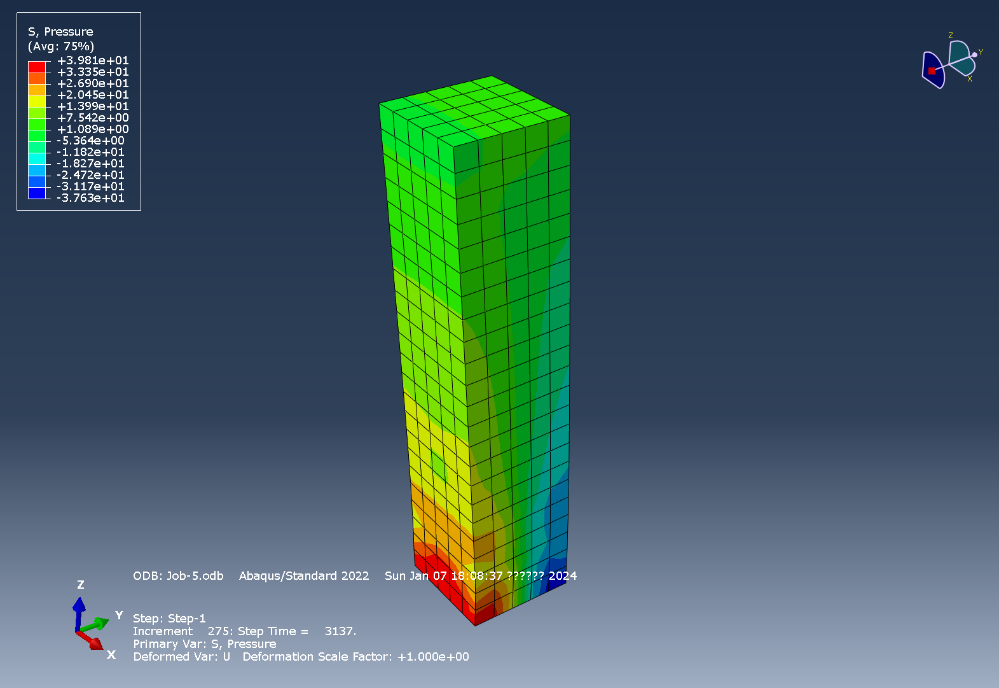 S, Pressure
(Avg: 75%)
+3.981e+01
+3.335e+01
+2.690e+01
+2.045e+01
+1.399e+01
+7.542e+00
+1.089e+00
-5.364e+00
-1.182e+01
-1.827e+01
-2.472e+01
-3.117e+01
-3.763e+01
Z
Y
X
ODB: Job-5.odb Abaqus/Standard 2022 Sun Jan 07 18:08:37 ?????? 2024
Z
Y
X
Step: Step-1
Increment 275: Step Time = 3137.
Primary Var: S, Pressure
Deformed Var: U Deformation Scale Factor: +1.000e+00